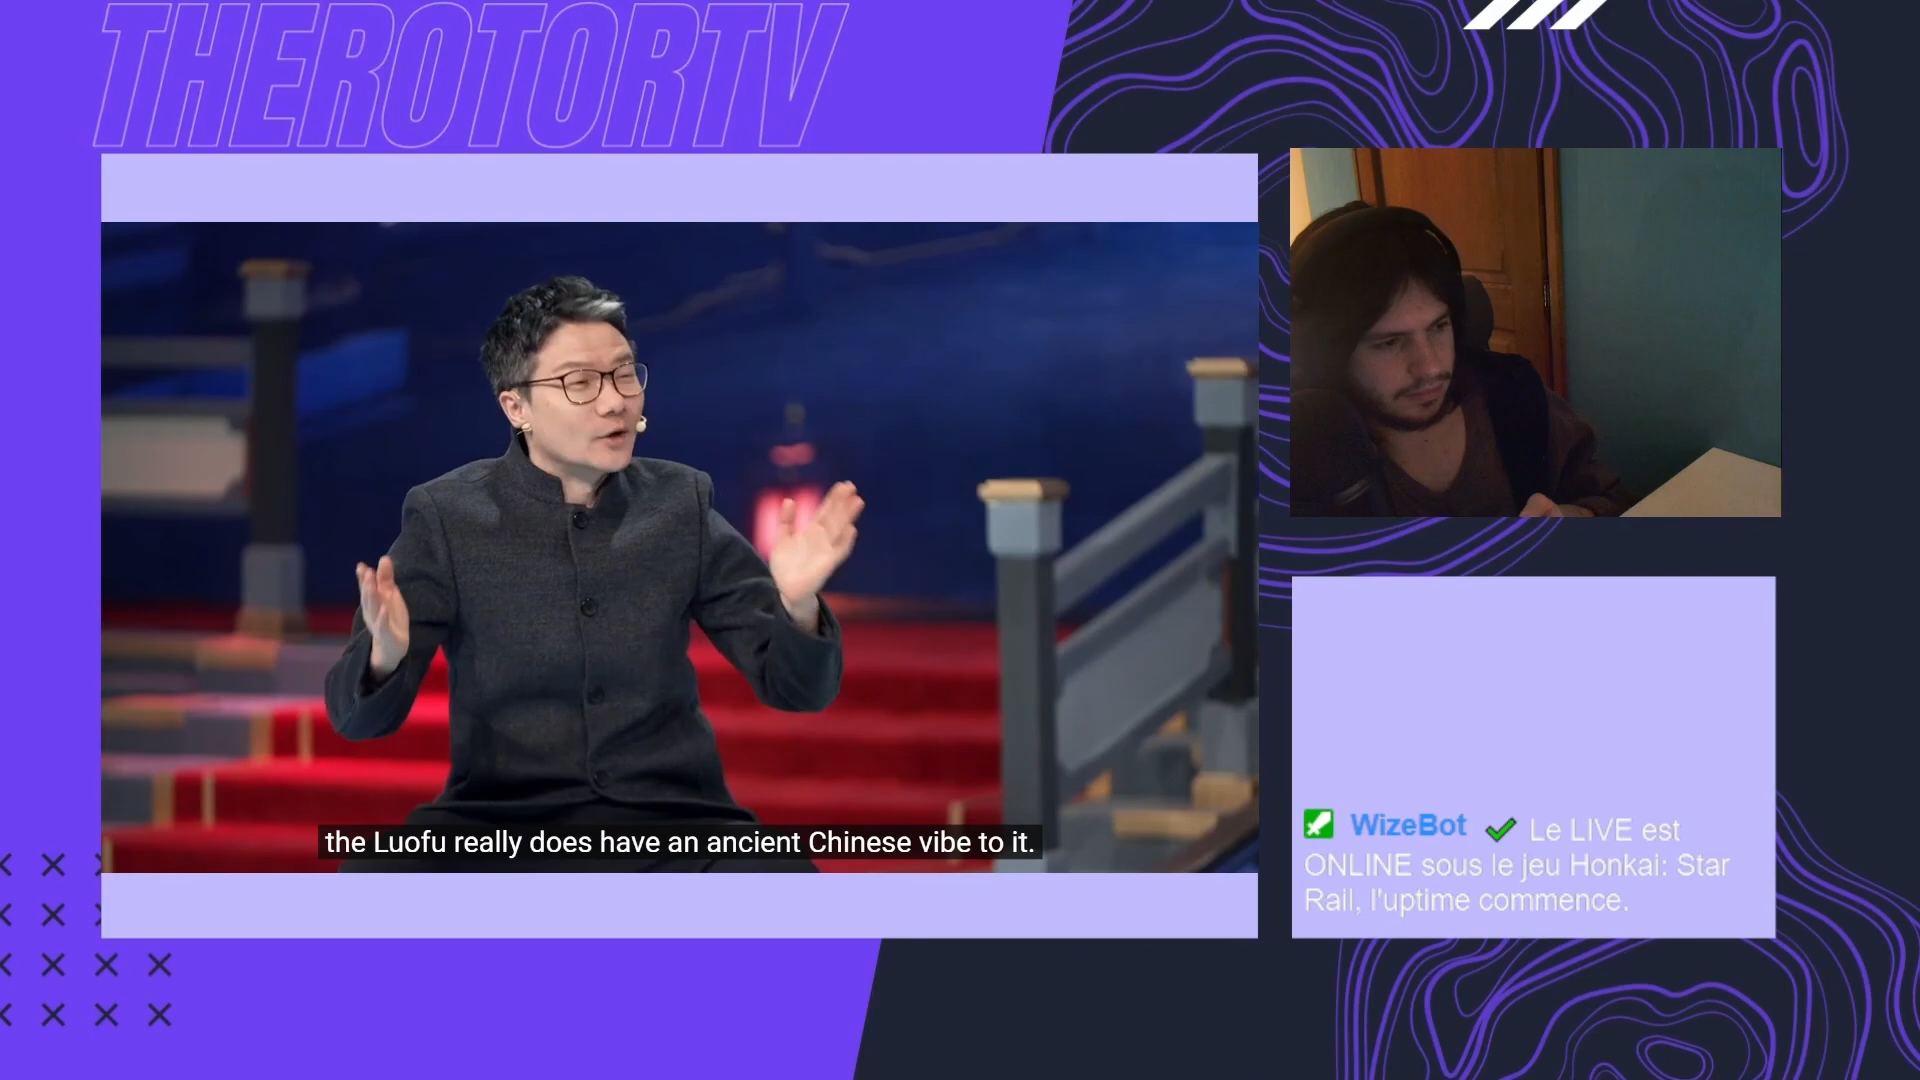 THEROTORTV
the Luofu really does have an ancient Chinese vibe to it.
WizeBot Le LIVE est
ONLINE sous le jeu Honkai: Star
Rail, l'uptime commence.